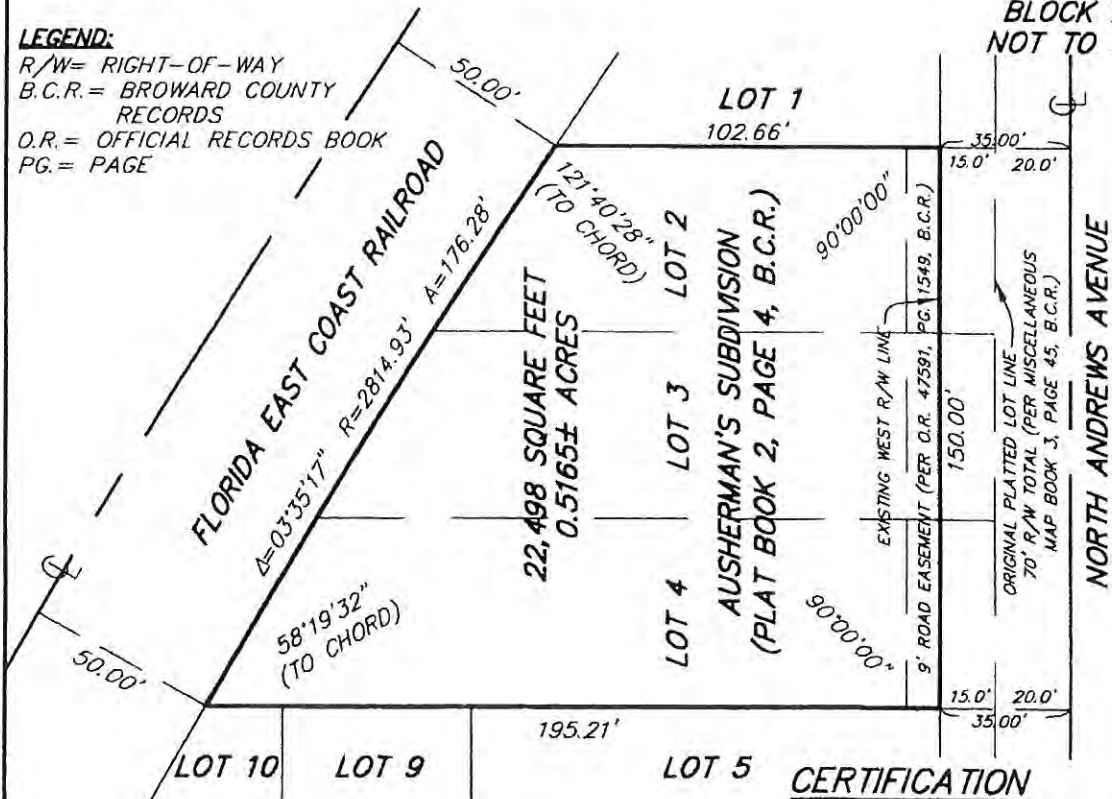 BLOCK
NOT TO
LEGEND:
R/W= RIGHT-OF-WAY
B.C.R.= BROWARD COUNTY
RECORDS
O.R.= OFFICIAL RECORDS BOOK
PG.= PAGE
50.00'
LOT 1
102.66'
35.00'
15.0' 20.0'
FLORIDA EAST COAST RAILROAD
Δ=03°35'17" R=2814.93' A=176.28'
121°40'28"
(TO CHORD)
90°00'00"
22,498 SQUARE FEET
0.5165± ACRES
LOT 2
LOT 3
LOT 4
AUSHERMAN'S SUBDIVISION
(PLAT BOOK 2, PAGE 4, B.C.R.)
EXISTING WEST R/W LINE
9' ROAD EASEMENT (PER O.R. 47591, PG. 1549, B.C.R.)
150.00'
ORIGINAL PLATTED LOT LINE
70' R/W TOTAL (PER MISCELLANEOUS
MAP BOOK 3, PAGE 45, B.C.R.)
NORTH ANDREWS AVENUE
58°19'32"
(TO CHORD)
90°00'00"
50.00'
15.0' 20.0'
35.00'
195.21'
LOT 10
LOT 9
LOT 5
CERTIFICATION